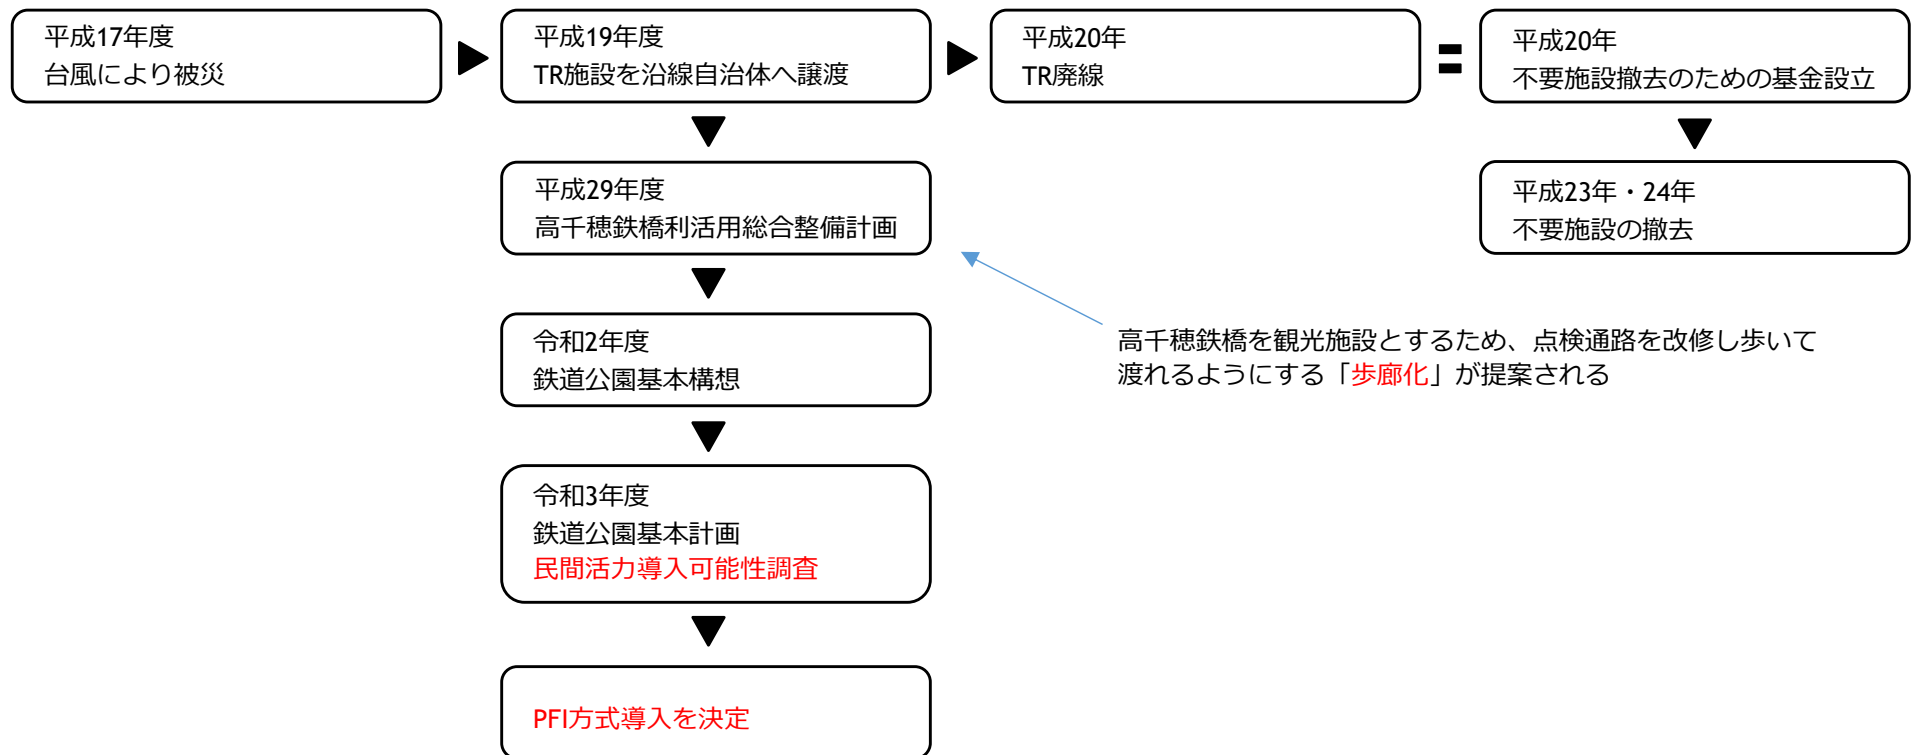 平成17年度
台風により被災
平成19年度
TR施設を沿線自治体へ譲渡
平成20年
TR廃線
平成20年
不要施設撤去のための基金設立
平成23年・24年
不要施設の撤去
平成29年度
高千穂鉄橋利活用総合整備計画
高千穂鉄橋を観光施設とするため、点検通路を改修し歩いて
渡れるようにする「歩廊化」が提案される
令和2年度
鉄道公園基本構想
令和3年度
鉄道公園基本計画
民間活力導入可能性調査
PFI方式導入を決定